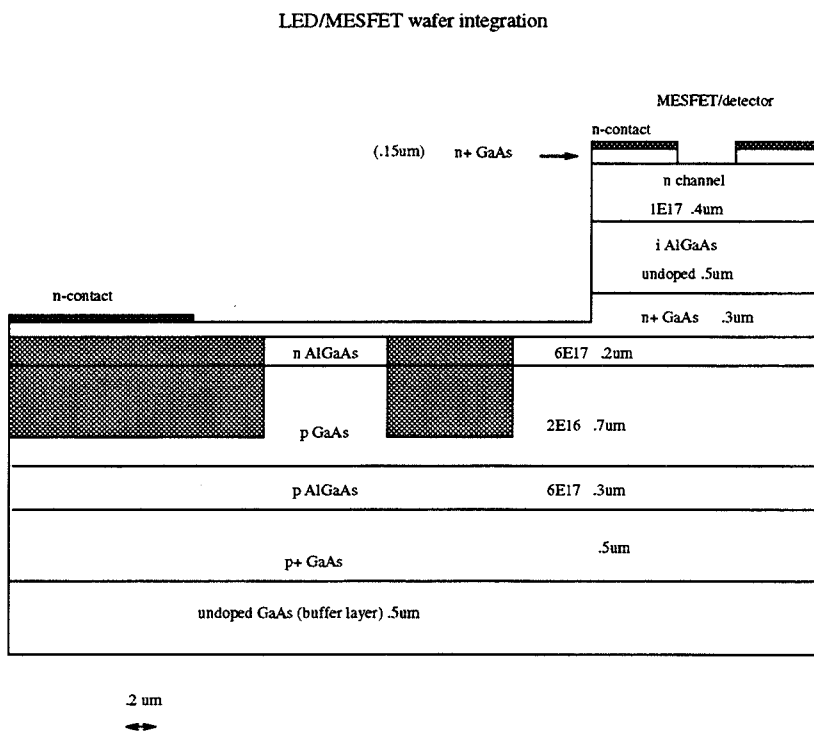 LED/MESFET wafer integration
MESFET/detector
n-contact
(.15um) n+ GaAs
n channel
1E17 .4um
i AlGaAs
undoped .5um
n-contact
n+ GaAs .3um
n AlGaAs 6E17 .2um
p GaAs 2E16 .7um
p AlGaAs 6E17 .3um
p+ GaAs .5um
undoped GaAs (buffer layer) .5um
.2 um